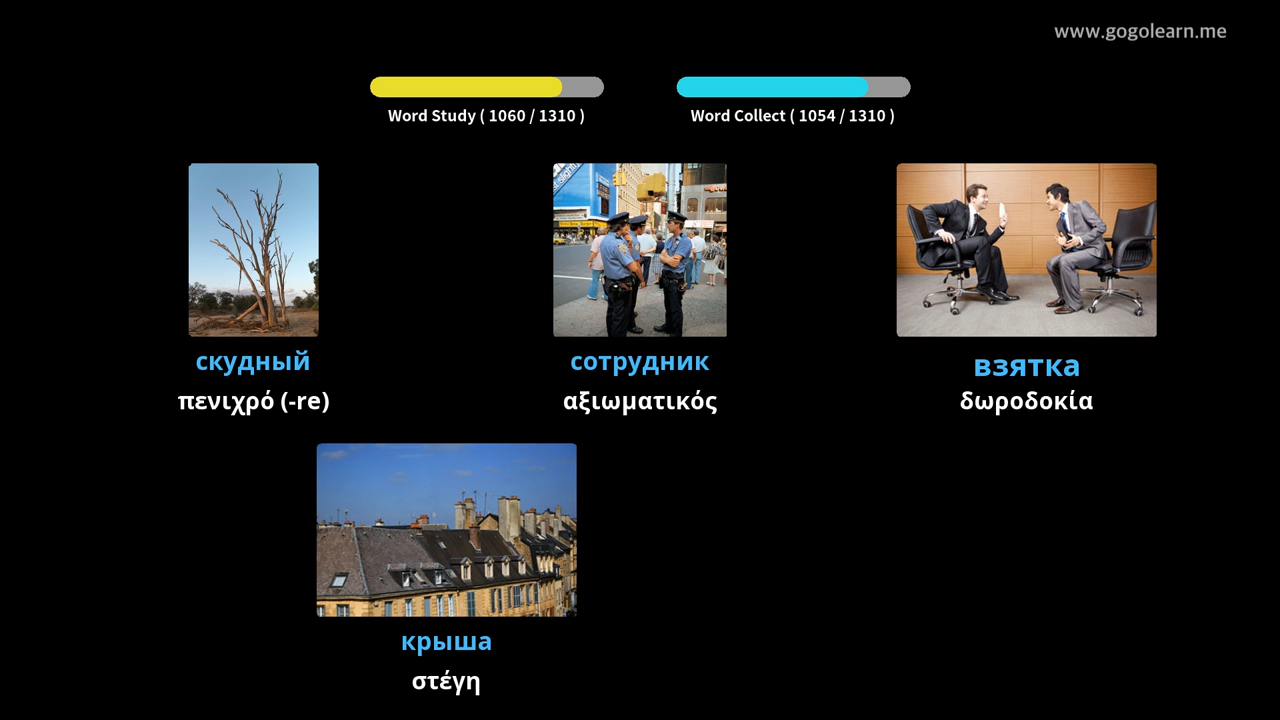 www.gogolearn.me
Word Study ( 1060 / 1310 )
Word Collect ( 1054 / 1310 )
скудный
сотрудник
взятка
πενιχρό (-re)
αξιωματικός
δωροδοκία
крыша
στέγη